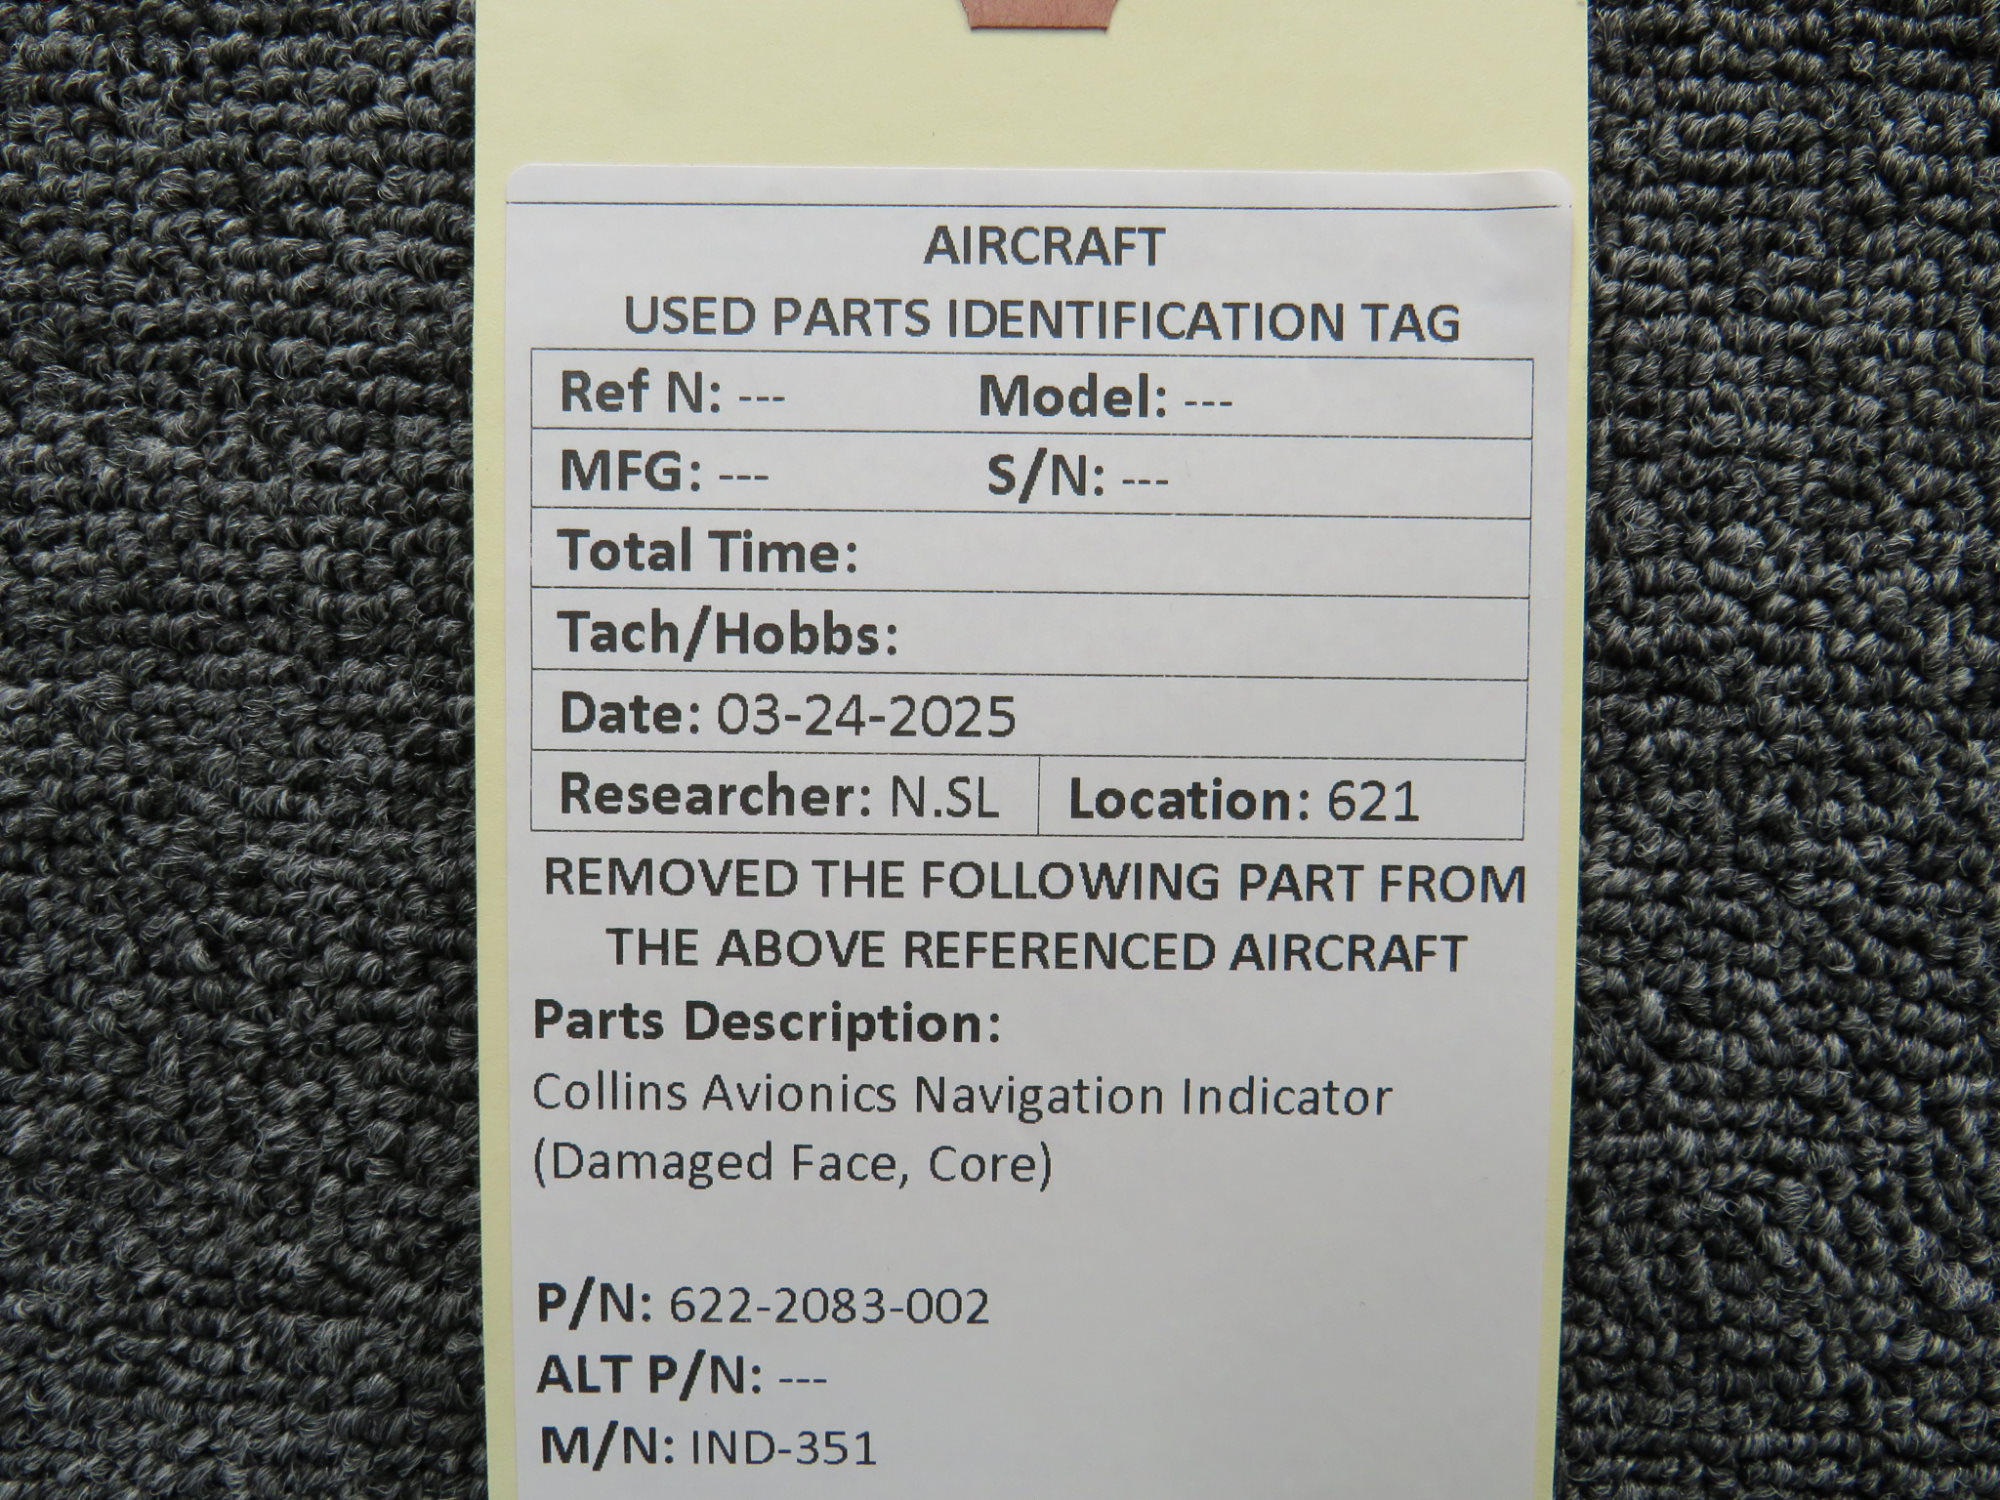 AIRCRAFT
USED PARTS IDENTIFICATION TAG
Ref N: --- Model: ---
MFG: --- S/N: ---
Total Time:
Tach/Hobbs:
Date: 03-24-2025
Researcher: N.SL Location: 621
REMOVED THE FOLLOWING PART FROM
THE ABOVE REFERENCED AIRCRAFT
Parts Description:
Collins Avionics Navigation Indicator
(Damaged Face, Core)
P/N: 622-2083-002
ALT P/N: ---
M/N: IND-351